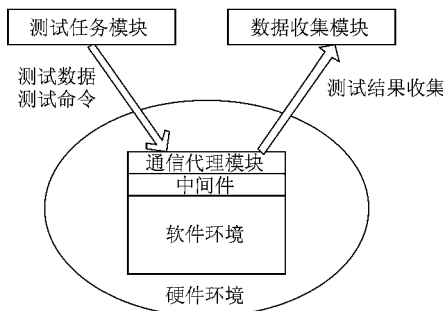 测试任务模块
数据收集模块
测试数据
测试命令
测试结果收集
通信代理模块
中间件
软件环境
硬件环境